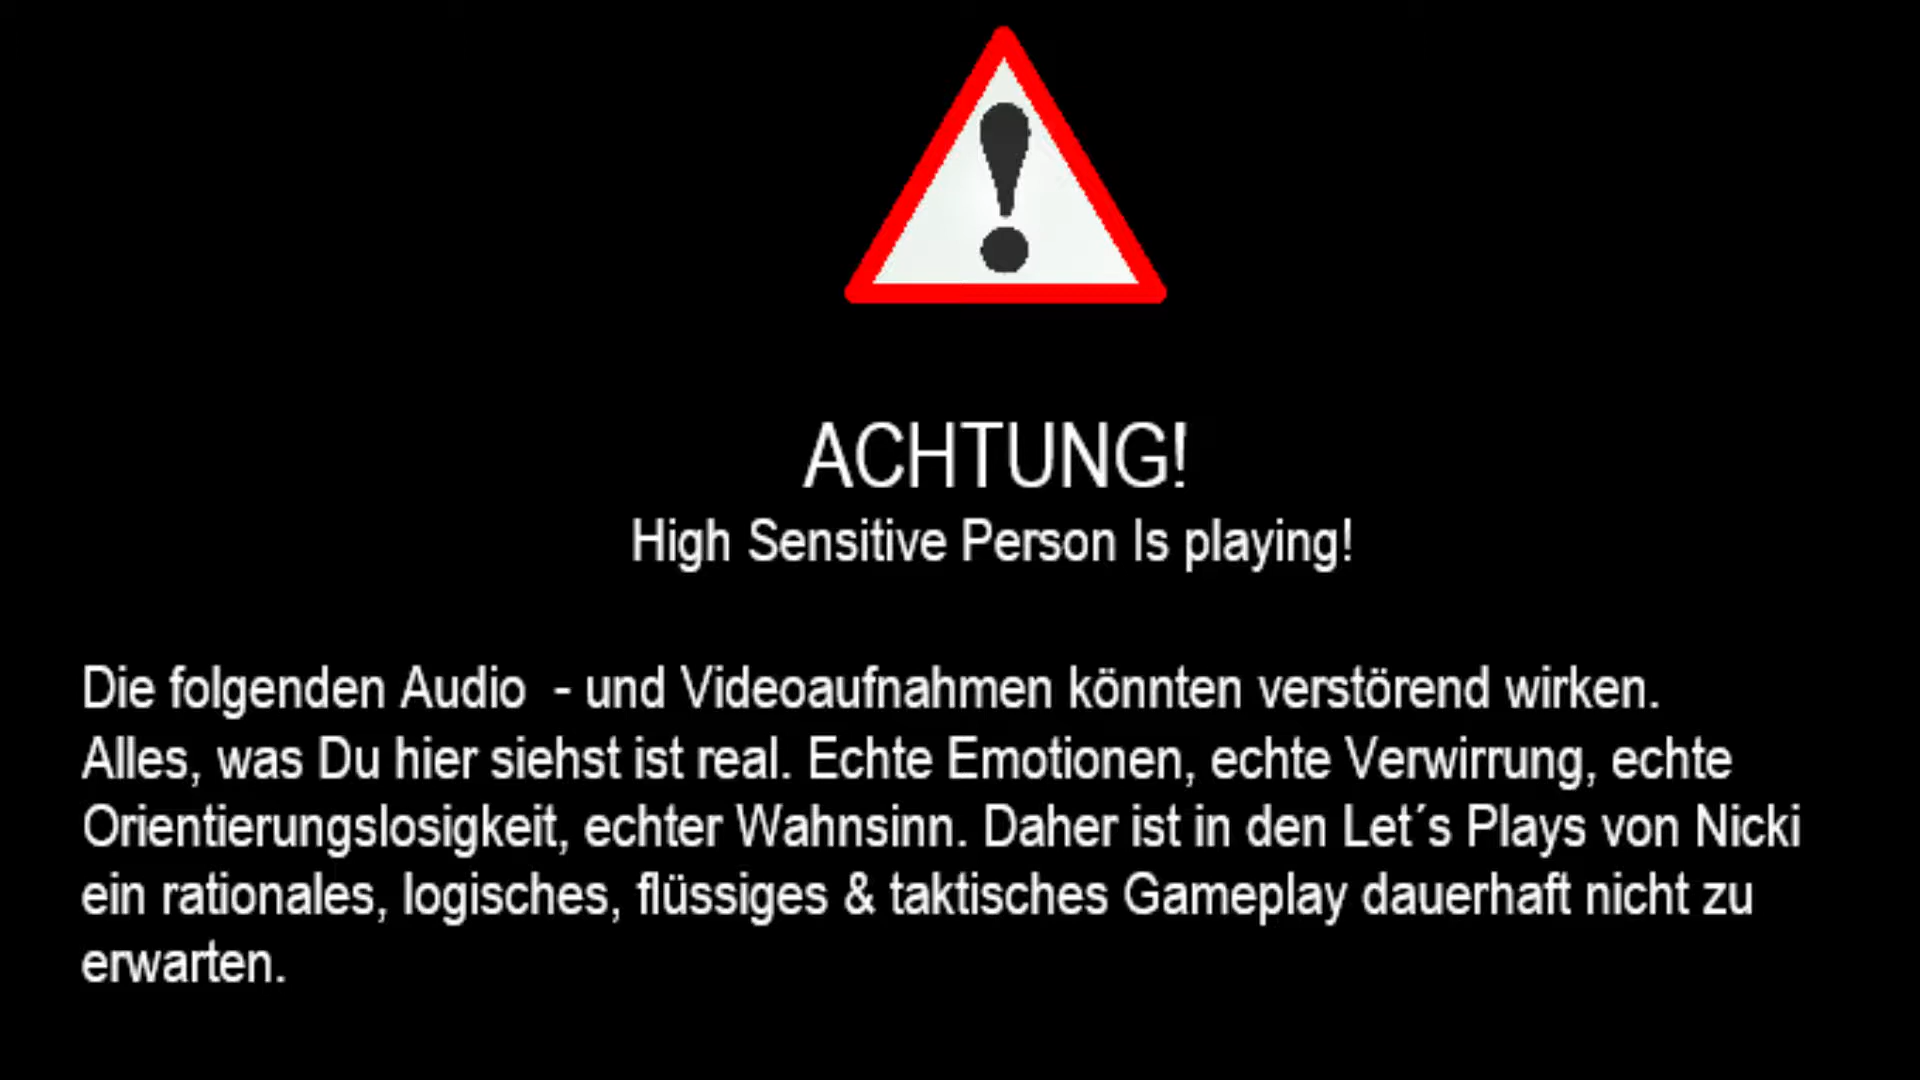 ACHTUNG!
High Sensitive Person Is playing!
Die folgenden Audio  - und Videoaufnahmen könnten verstörend wirken.
Alles, was Du hier siehst ist real. Echte Emotionen, echte Verwirrung, echte
Orientierungslosigkeit, echter Wahnsinn. Daher ist in den Let´s Plays von Nicki
ein rationales, logisches, flüssiges & taktisches Gameplay dauerhaft nicht zu
erwarten.